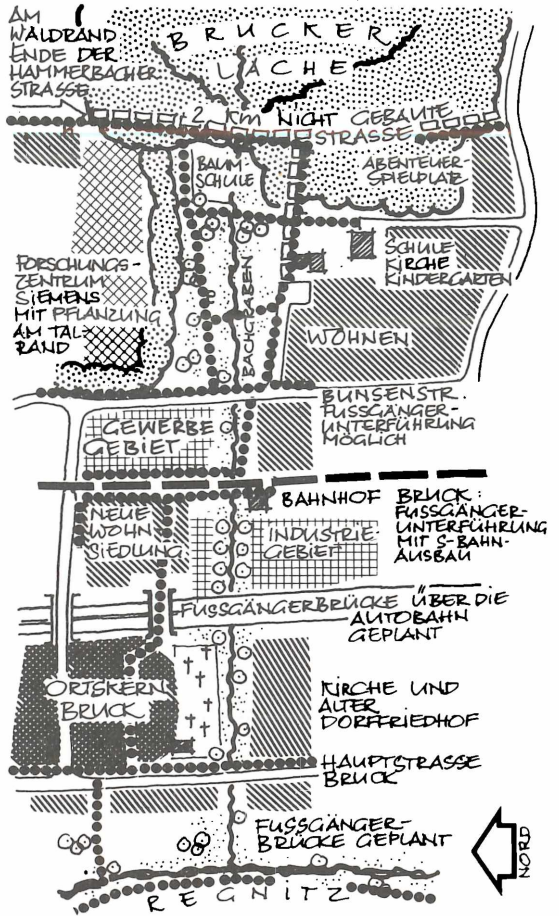 AM
WALDRAND
ENDE DER
HAMMERBACHER
STRASSE
BRUCKER
LACHE
2 km NICHT GEBAUTE
STRASSE
BAUM-
SCHULE
ABENTEUER-
SPIELPLATZ
FORSCHUNGS-
ZENTRUM
SIEMENS
MIT PFLANZUNG
AM TAL-
RAND
BACHGRABEN
SCHULE
KIRCHE
KINDERGARTEN
WOHNEN
BUNSENSTR.
FUSSGÄNGER-
UNTERFÜHRUNG
MÖGLICH
GEWERBE
GEBIET
BAHNHOF BRUCK:
FUSSGÄNGER-
UNTERFÜHRUNG
MIT S-BAHN-
AUSBAU
NEUE
WOHN
SIEDLUNG
INDUSTRIE-
GEBIET
FUSSGÄNGERBRÜCKE ÜBER DIE
AUTOBAHN
GEPLANT
ORTSKERN
BRUCK
KIRCHE UND
ALTER
DORFFRIEDHOF
HAUPTSTRASSE
BRUCK
FUSSGÄNGER-
BRÜCKE GEPLANT
NORD
REGNITZ